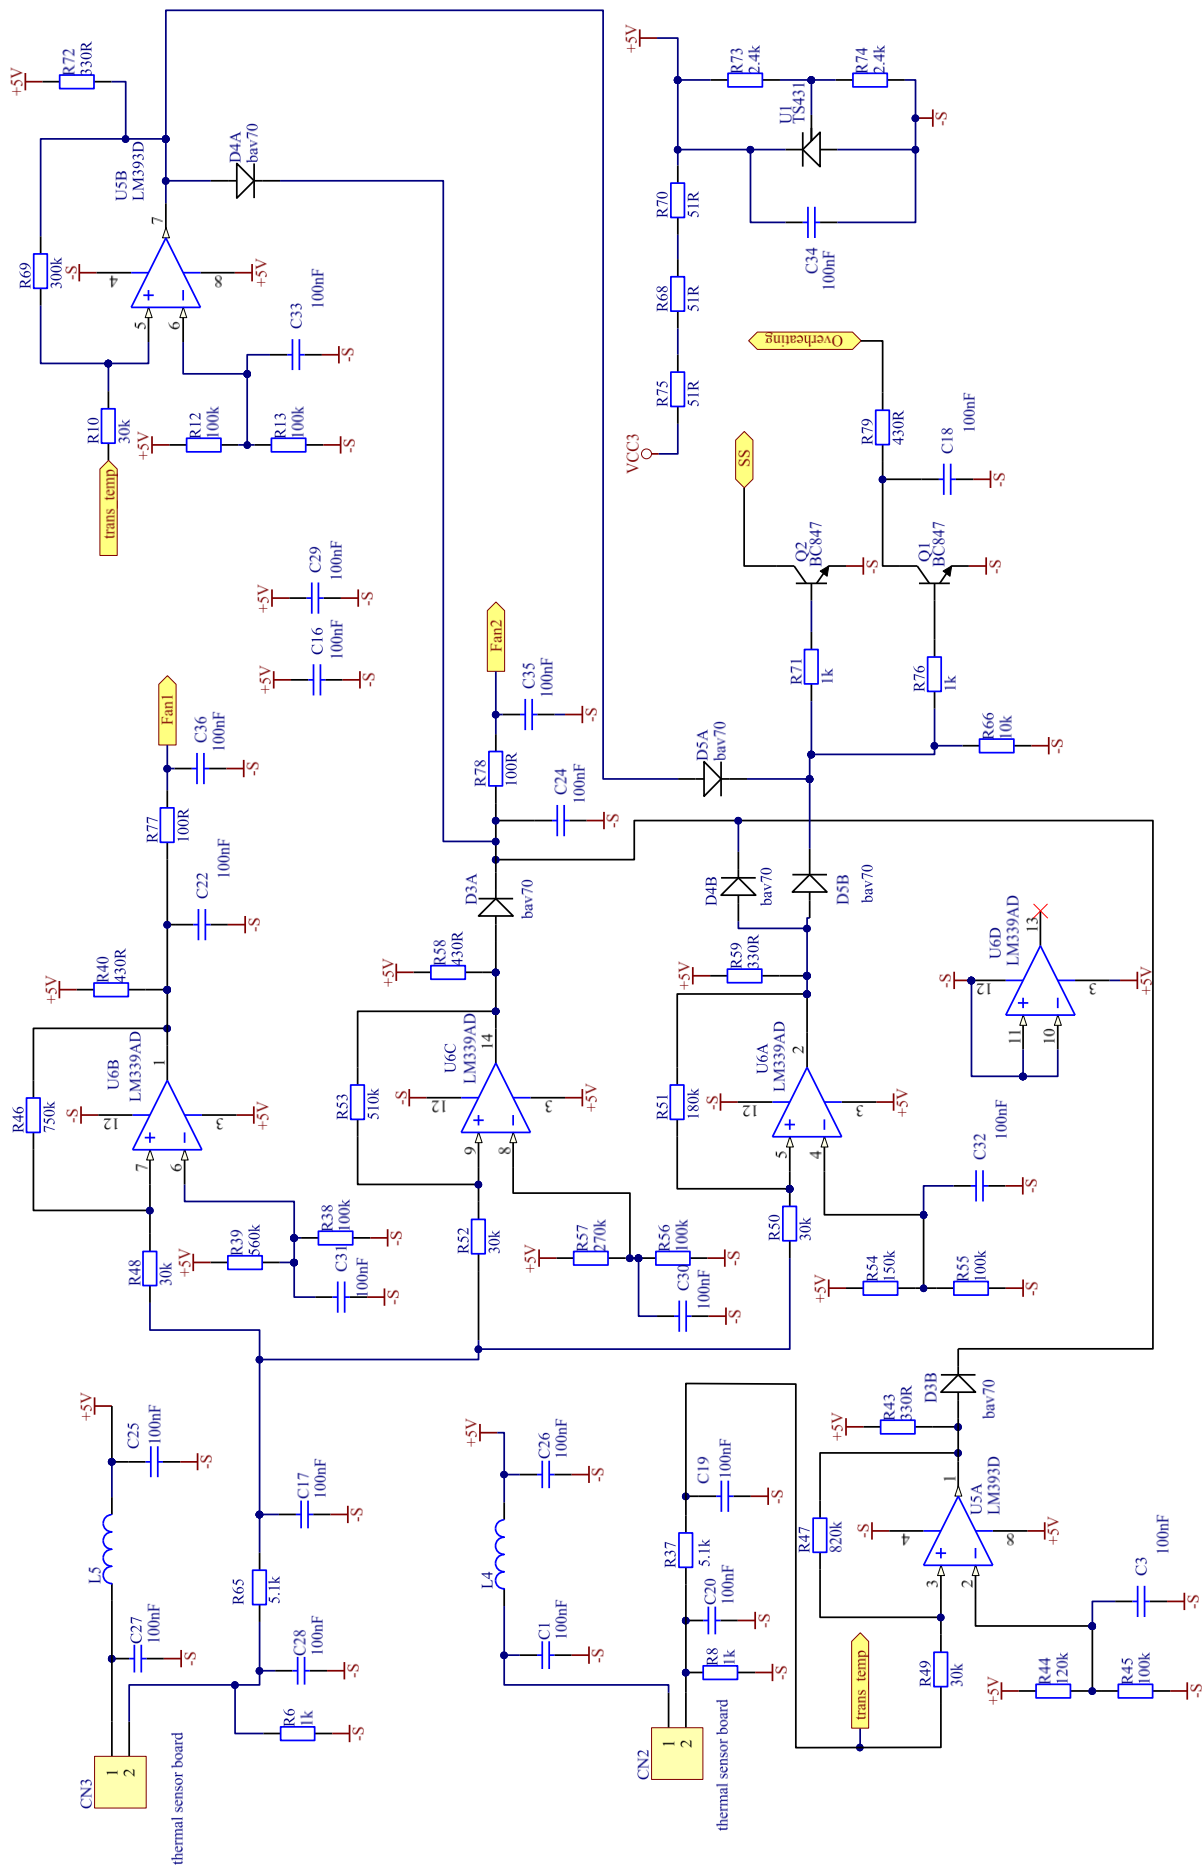 CN3
1
2
thermal sensor board
L5
C27
100nF
-S
C25
100nF
-S
+5V
R6
1k
-S
C28
100nF
-S
R65
5.1k
C17
100nF
-S
R48
30k
R46
750k
+5V
R39
560k
R38
100k
-S
C31
100nF
-S
7
6
+
-
U6B
LM339AD
1
12
-S
3
+5V
+5V
R40
430R
C22
100nF
-S
R77
100R
C36
100nF
-S
Fan1
+5V
C16
100nF
-S
+5V
C29
100nF
-S
trans_temp
R10
30k
R69
300k
+5V
R12
100k
R13
100k
-S
C33
100nF
-S
5
6
+
-
U5B
LM393D
7
4
-S
8
+5V
+5V
R72
330R
D4A
bav70
CN2
1
2
thermal sensor board
L4
C1
100nF
-S
C26
100nF
-S
+5V
R8
1k
-S
C20
100nF
-S
R37
5.1k
C19
100nF
-S
R52
30k
R53
510k
+5V
R57
270k
R56
100k
-S
C30
100nF
-S
9
8
+
-
U6C
LM339AD
14
12
-S
3
+5V
+5V
R58
430R
D3A
bav70
C24
100nF
-S
R78
100R
C35
100nF
-S
Fan2
R50
30k
R51
180k
+5V
R54
150k
R55
100k
-S
C32
100nF
-S
5
4
+
-
U6A
LM339AD
2
12
-S
3
+5V
+5V
R59
330R
D4B
bav70
D5B
bav70
D5A
bav70
R71
1k
Q2
BC847
-S
SS
R76
1k
R66
10k
-S
Q1
BC847
-S
C18
100nF
-S
R79
430R
Overheating
VCC3
R75
51R
R68
51R
R70
51R
+5V
R73
2.4k
R74
2.4k
-S
U1
TS431
C34
100nF
trans_temp
R49
30k
R47
820k
+5V
R44
120k
R45
100k
-S
C3
100nF
-S
3
2
+
-
U5A
LM393D
1
4
-S
8
+5V
+5V
R43
330R
D3B
bav70
11
10
+
-
U6D
LM339AD
13
12
-S
3
+5V